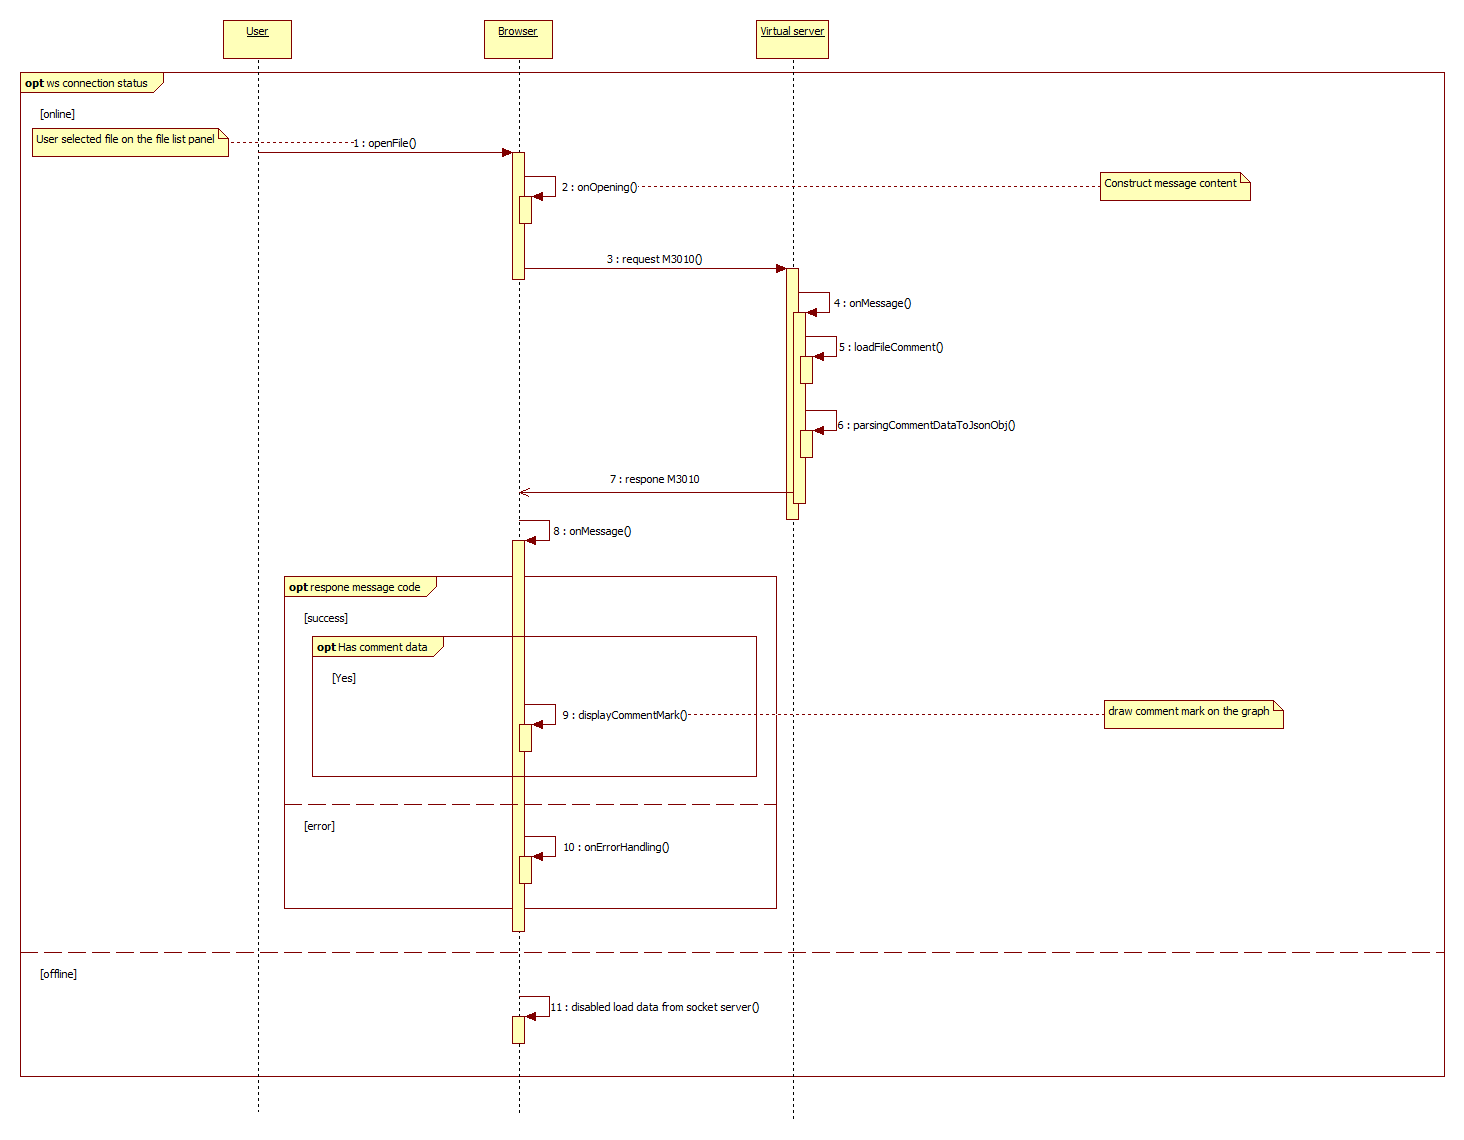 User
Browser
Virtual server
opt ws connection status
[online]
User selected file on the file list panel
1 : openFile()
2 : onOpening()
Construct message content
3 : request M3010()
4 : onMessage()
5 : loadFileComment()
6 : parsingCommentDataToJsonObj()
7 : respone M3010
8 : onMessage()
opt respone message code
[success]
opt Has comment data
[Yes]
9 : displayCommentMark()
draw comment mark on the graph
[error]
10 : onErrorHandling()
[offline]
11 : disabled load data from socket server()